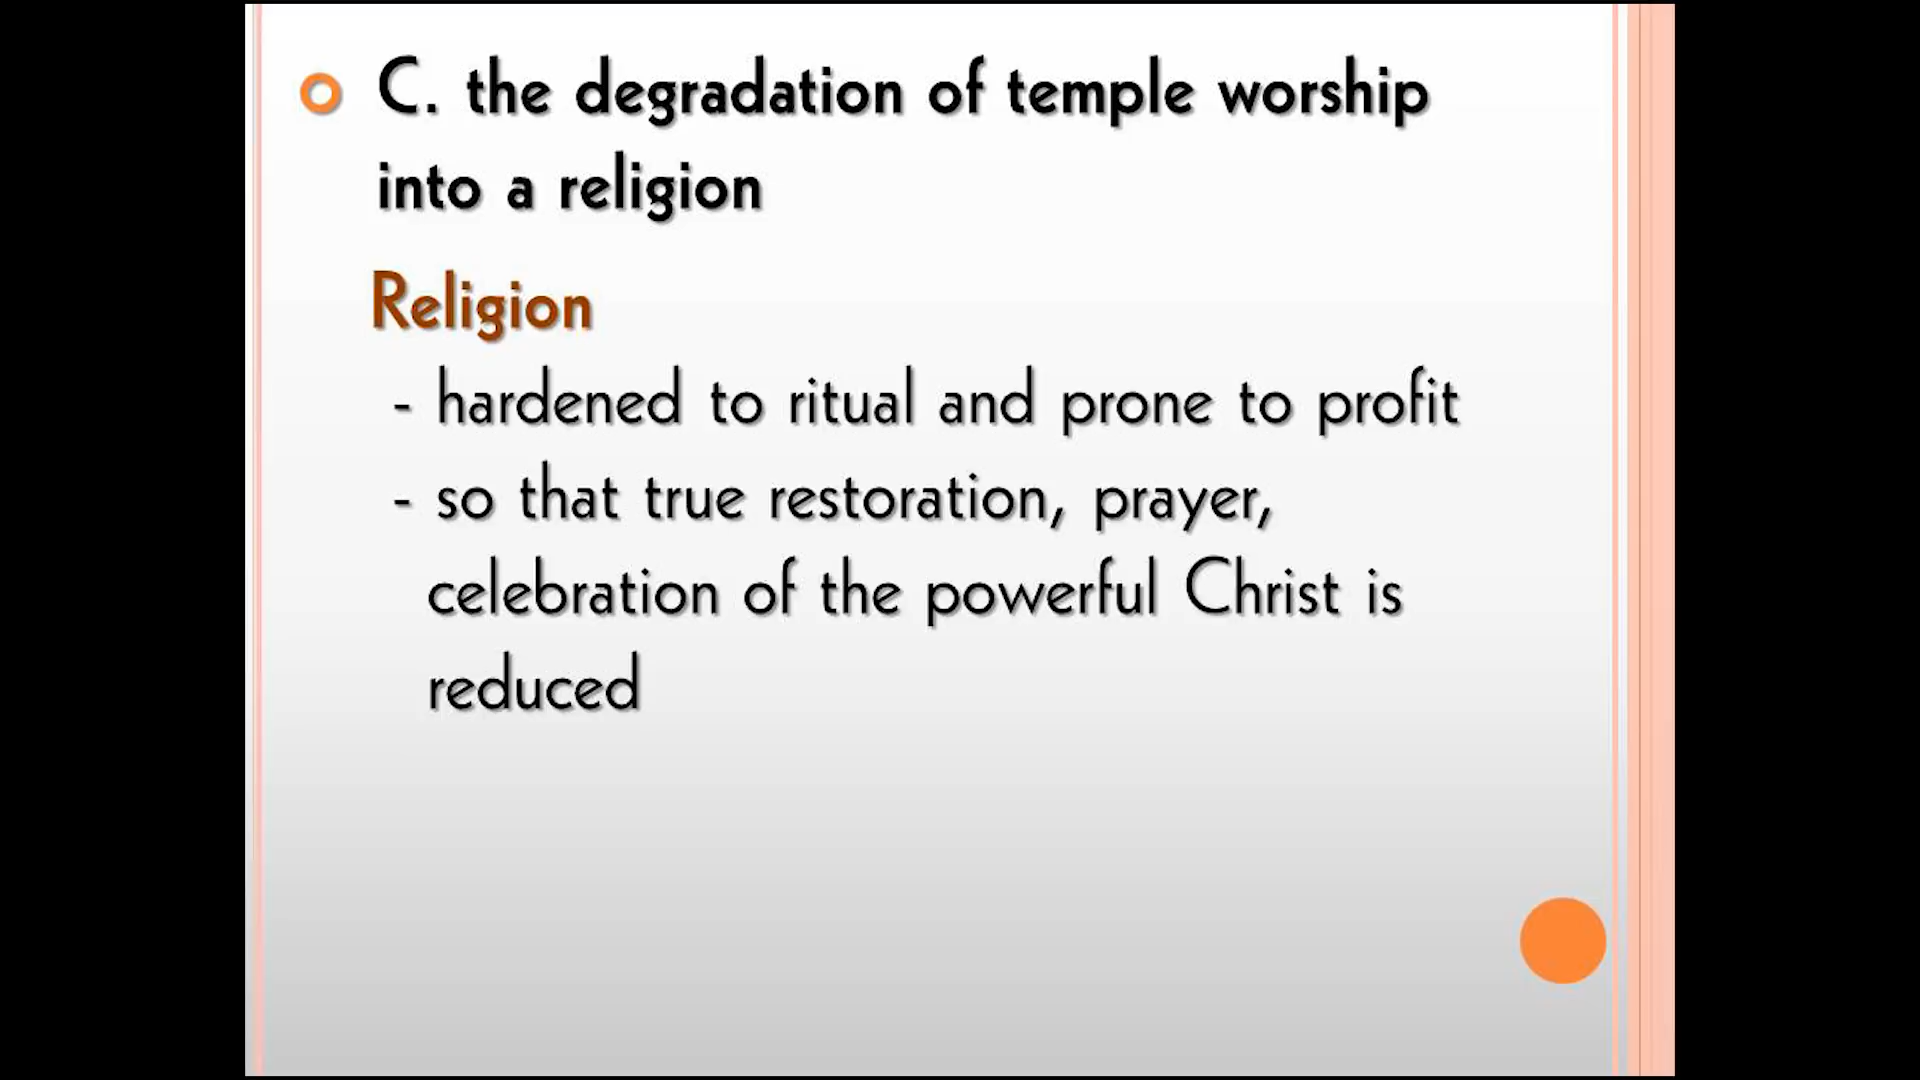 C. the degradation of temple worship
into a religion
Religion
- hardened to ritual and prone to profit
- so that true restoration, prayer,
celebration of the powerful Christ is
reduced